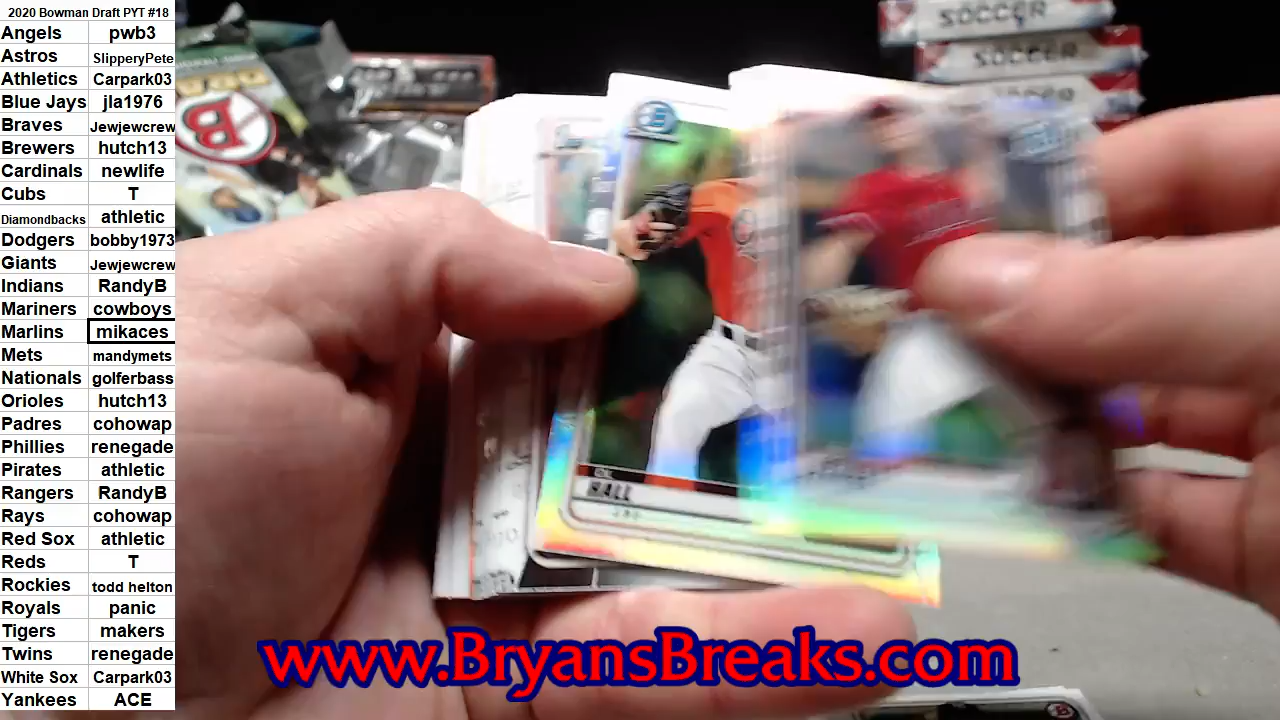 2020 Bowman Draft PYT #18
Angels pwb3
Astros SlipperyPete
Athletics Carpark03
Blue Jays jla1976
Braves Jewjewcrew
Brewers hutch13
Cardinals newlife
Cubs T
Diamondbacks athletic
Dodgers bobby1973
Giants Jewjewcrew
Indians RandyB
Mariners cowboys
Marlins mikaces
Mets mandymets
Nationals golferbass
Orioles hutch13
Padres cohowap
Phillies renegade
Pirates athletic
Rangers RandyB
Rays cohowap
Red Sox athletic
Reds T
Rockies todd helton
Royals panic
Tigers makers
Twins renegade
White Sox Carpark03
Yankees ACE
SOCCER
SOCCER
B
HALL
www.BryansBreaks.com